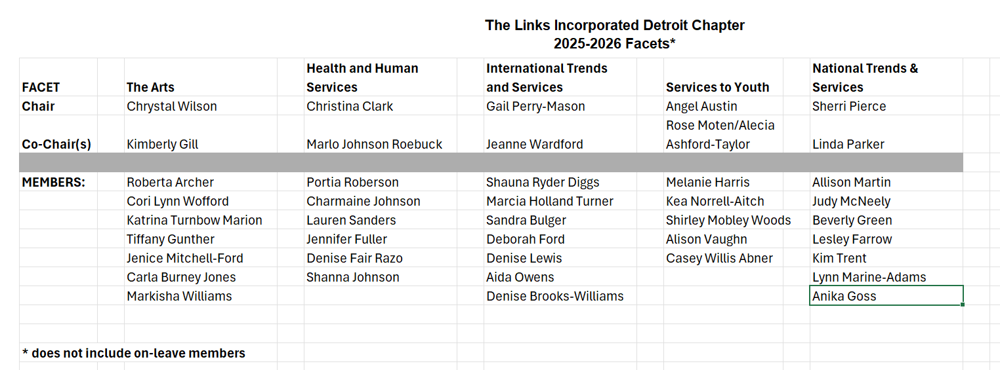 The Links Incorporated Detroit Chapter
2025-2026 Facets*
Health and Human International Trends National Trends &
FACET The Arts Services and Services Services to Youth Services
Chair Chrystal Wilson Christina Clark Gail Perry-Mason Angel Austin Sherri Pierce
Rose Moten/Alecia
Co-Chair(s) Kimberly Gill Marlo Johnson Roebuck Jeanne Wardford Ashford-Taylor Linda Parker
MEMBERS: Roberta Archer Portia Roberson Shauna Ryder Diggs Melanie Harris Allison Martin
Cori Lynn Wofford Charmaine Johnson Marcia Holland Turner Kea Norrell-Aitch Judy McNeely
Katrina Turnbow Marion Lauren Sanders Sandra Bulger Shirley Mobley Woods Beverly Green
Tiffany Gunther Jennifer Fuller Deborah Ford Alison Vaughn Lesley Farrow
Jenice Mitchell-Ford Denise Fair Razo Denise Lewis Casey Willis Abner Kim Trent
Carla Burney Jones Shanna Johnson Aida Owens Lynn Marine-Adams
Markisha Williams Denise Brooks-Williams Anika Goss
* does not include on-leave members